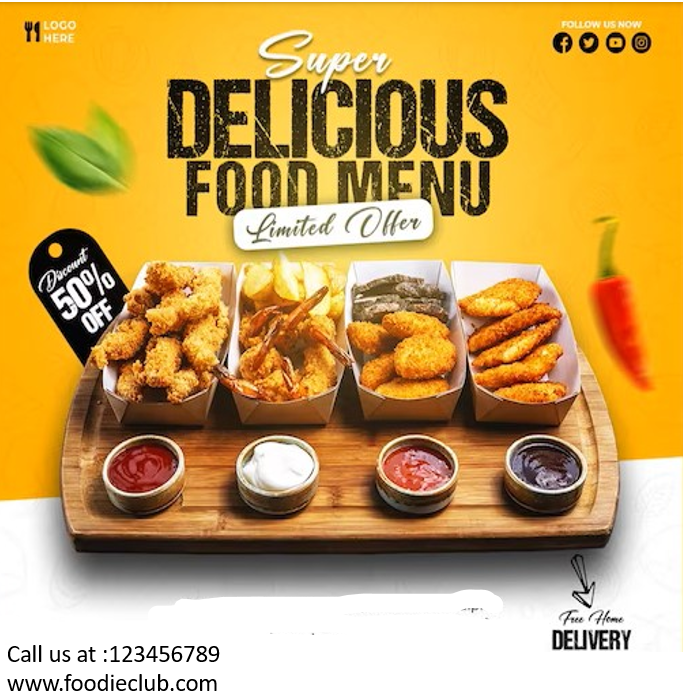 LOGO
HERE
FOLLOW US NOW
Super
DELICIOUS
FOOD MENU
Limited Offer
Discount
50%
OFF
Free Home
DELIVERY
Call us at :123456789
www.foodieclub.com